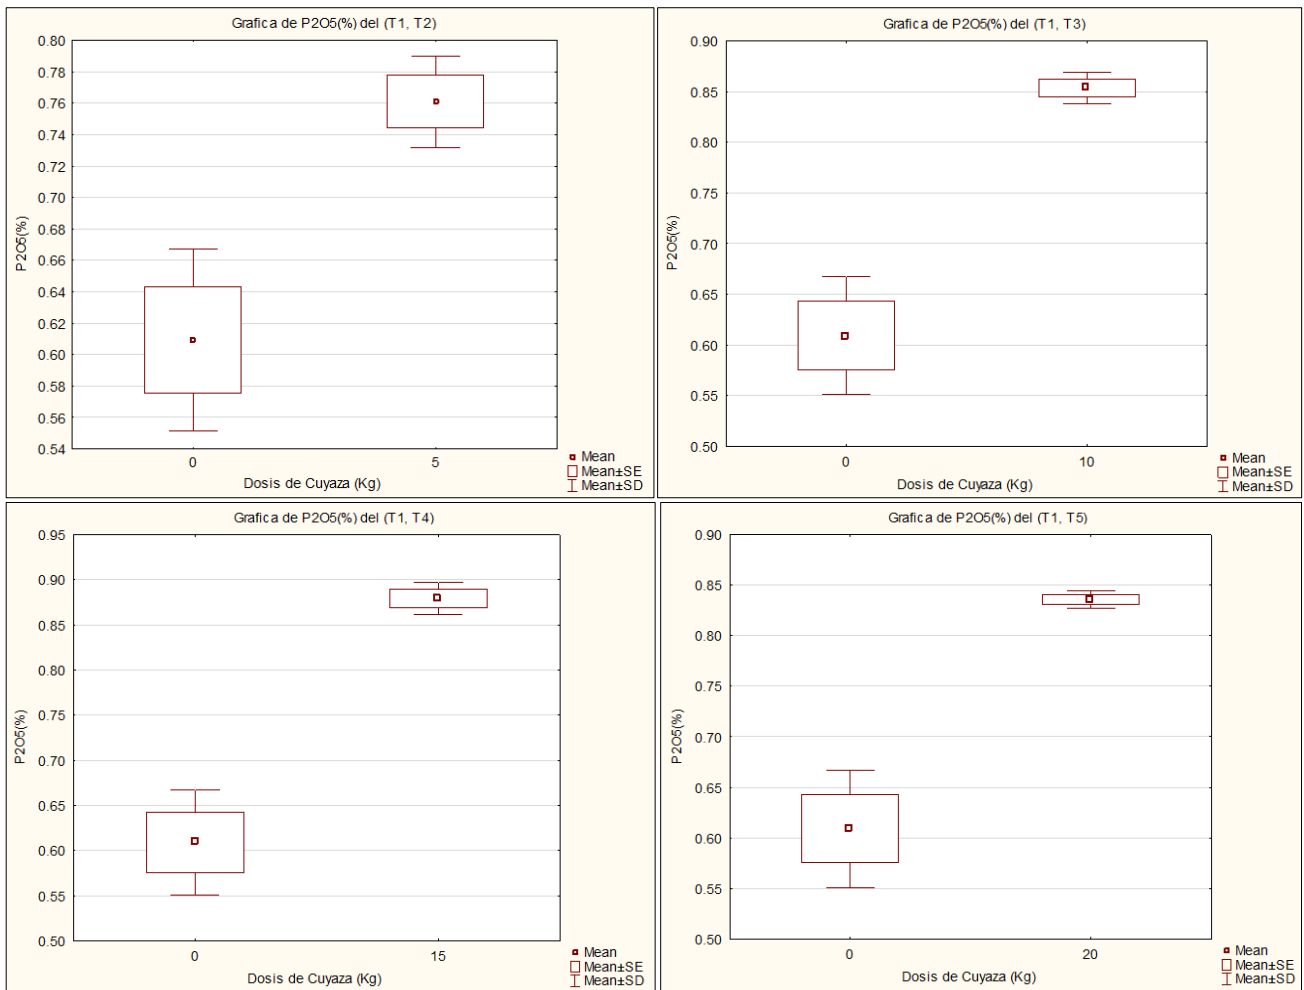 Grafica de P2O5(%) del (T1, T2)
0.80
0.78
0.76
0.74
0.72
0.70
0.68
0.66
0.64
0.62
0.60
0.58
0.56
0.54
P2O5(%)
0 5
Dosis de Cuyaza (Kg)
Mean
Mean±SE
Mean±SD
Grafica de P2O5(%) del (T1, T3)
0.90
0.85
0.80
0.75
0.70
0.65
0.60
0.55
0.50
P2O5(%)
0 10
Dosis de Cuyaza (Kg)
Mean
Mean±SE
Mean±SD
Grafica de P2O5(%) del (T1, T4)
0.95
0.90
0.85
0.80
0.75
0.70
0.65
0.60
0.55
0.50
P2O5(%)
0 15
Dosis de Cuyaza (Kg)
Mean
Mean±SE
Mean±SD
Grafica de P2O5(%) del (T1, T5)
0.90
0.85
0.80
0.75
0.70
0.65
0.60
0.55
0.50
P2O5(%)
0 20
Dosis de Cuyaza (Kg)
Mean
Mean±SE
Mean±SD